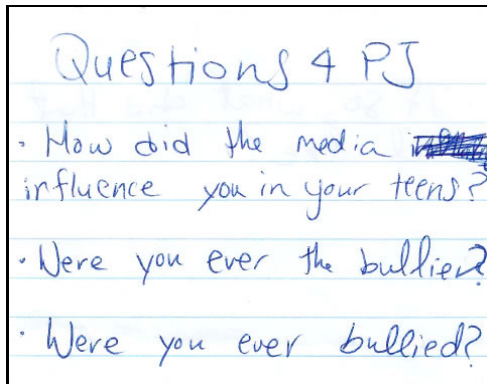 Questions 4 PJ
· How did the media
influence you in your teens?
· Were you ever the bullier?
· Were you ever bullied?